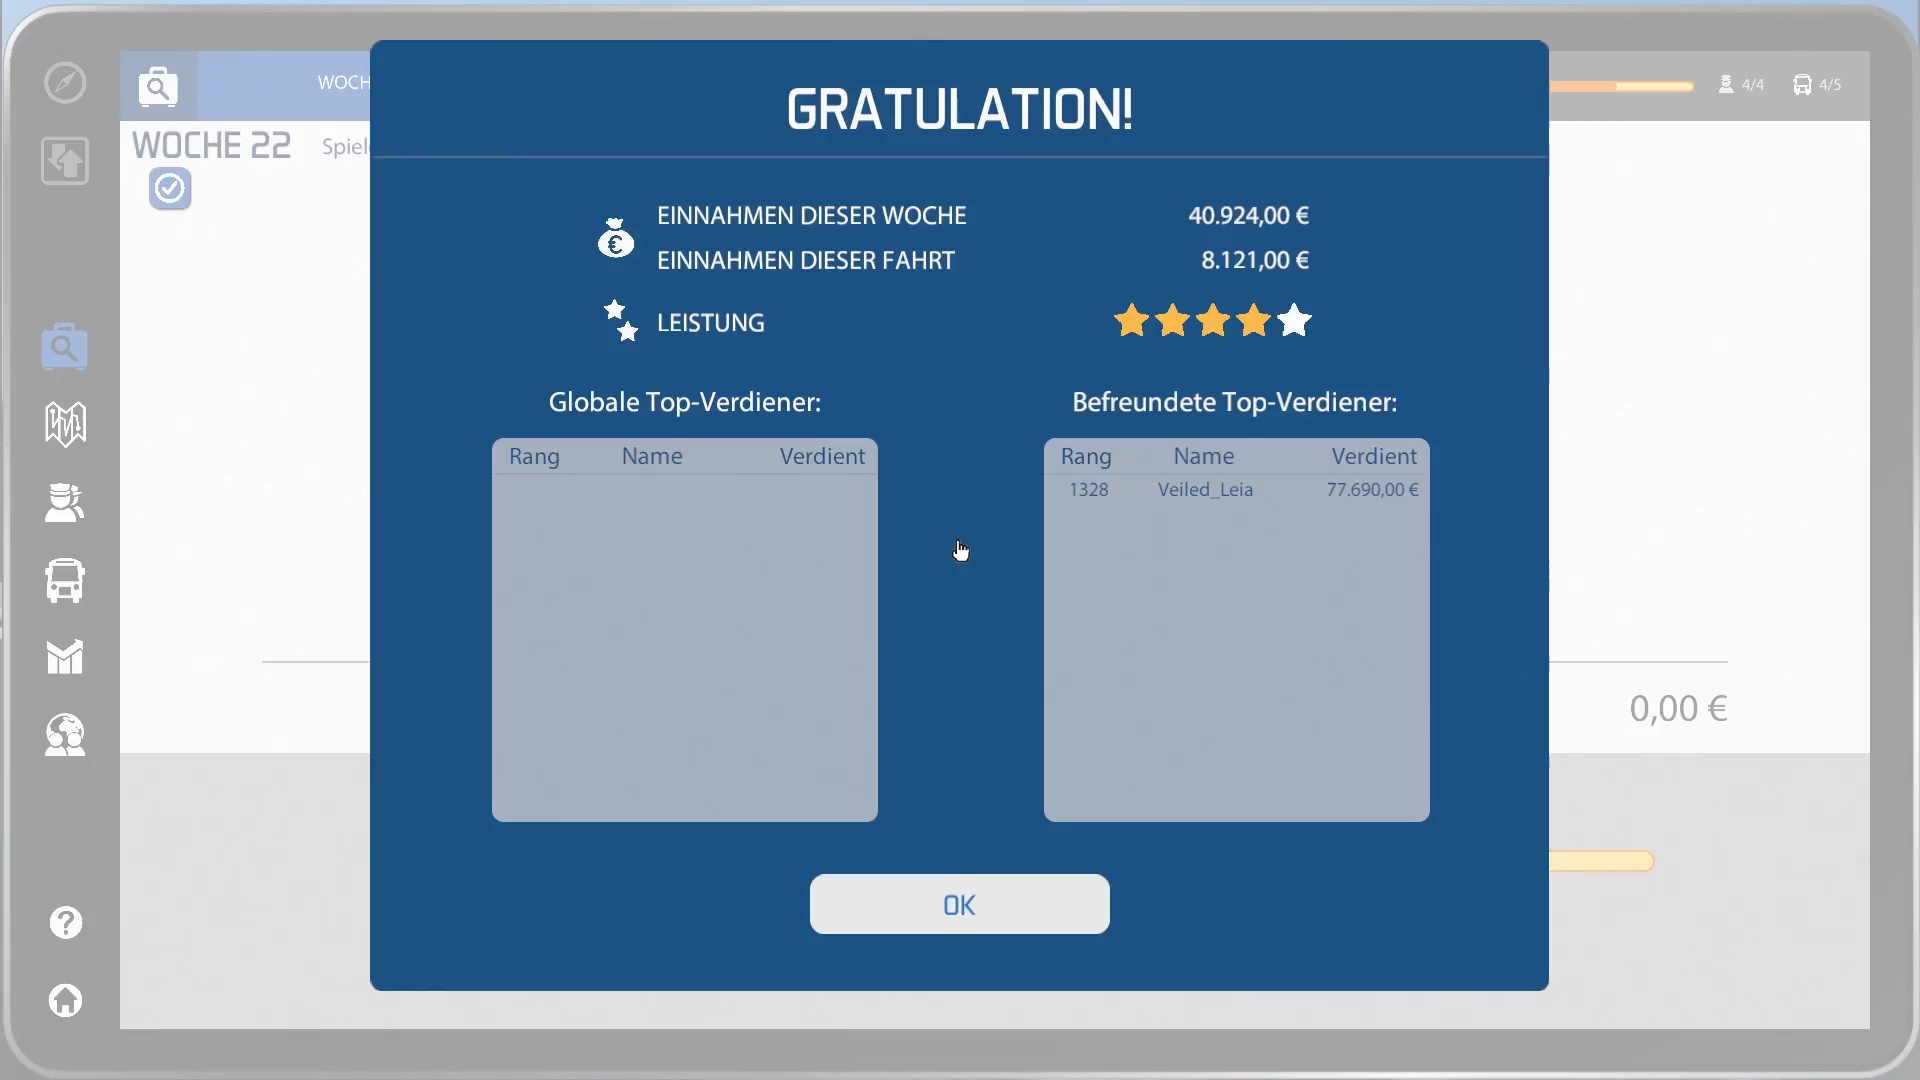 WOCH
4/4
4/5
WOCHE 22
Spiel
GRATULATION!
EINNAHMEN DIESER WOCHE 40.924,00 €
EINNAHMEN DIESER FAHRT 8.121,00 €
LEISTUNG
Globale Top-Verdiener:
Rang Name Verdient
Befreundete Top-Verdiener:
Rang Name Verdient
1328 Veiled_Leia 77.690,00 €
0,00 €
OK